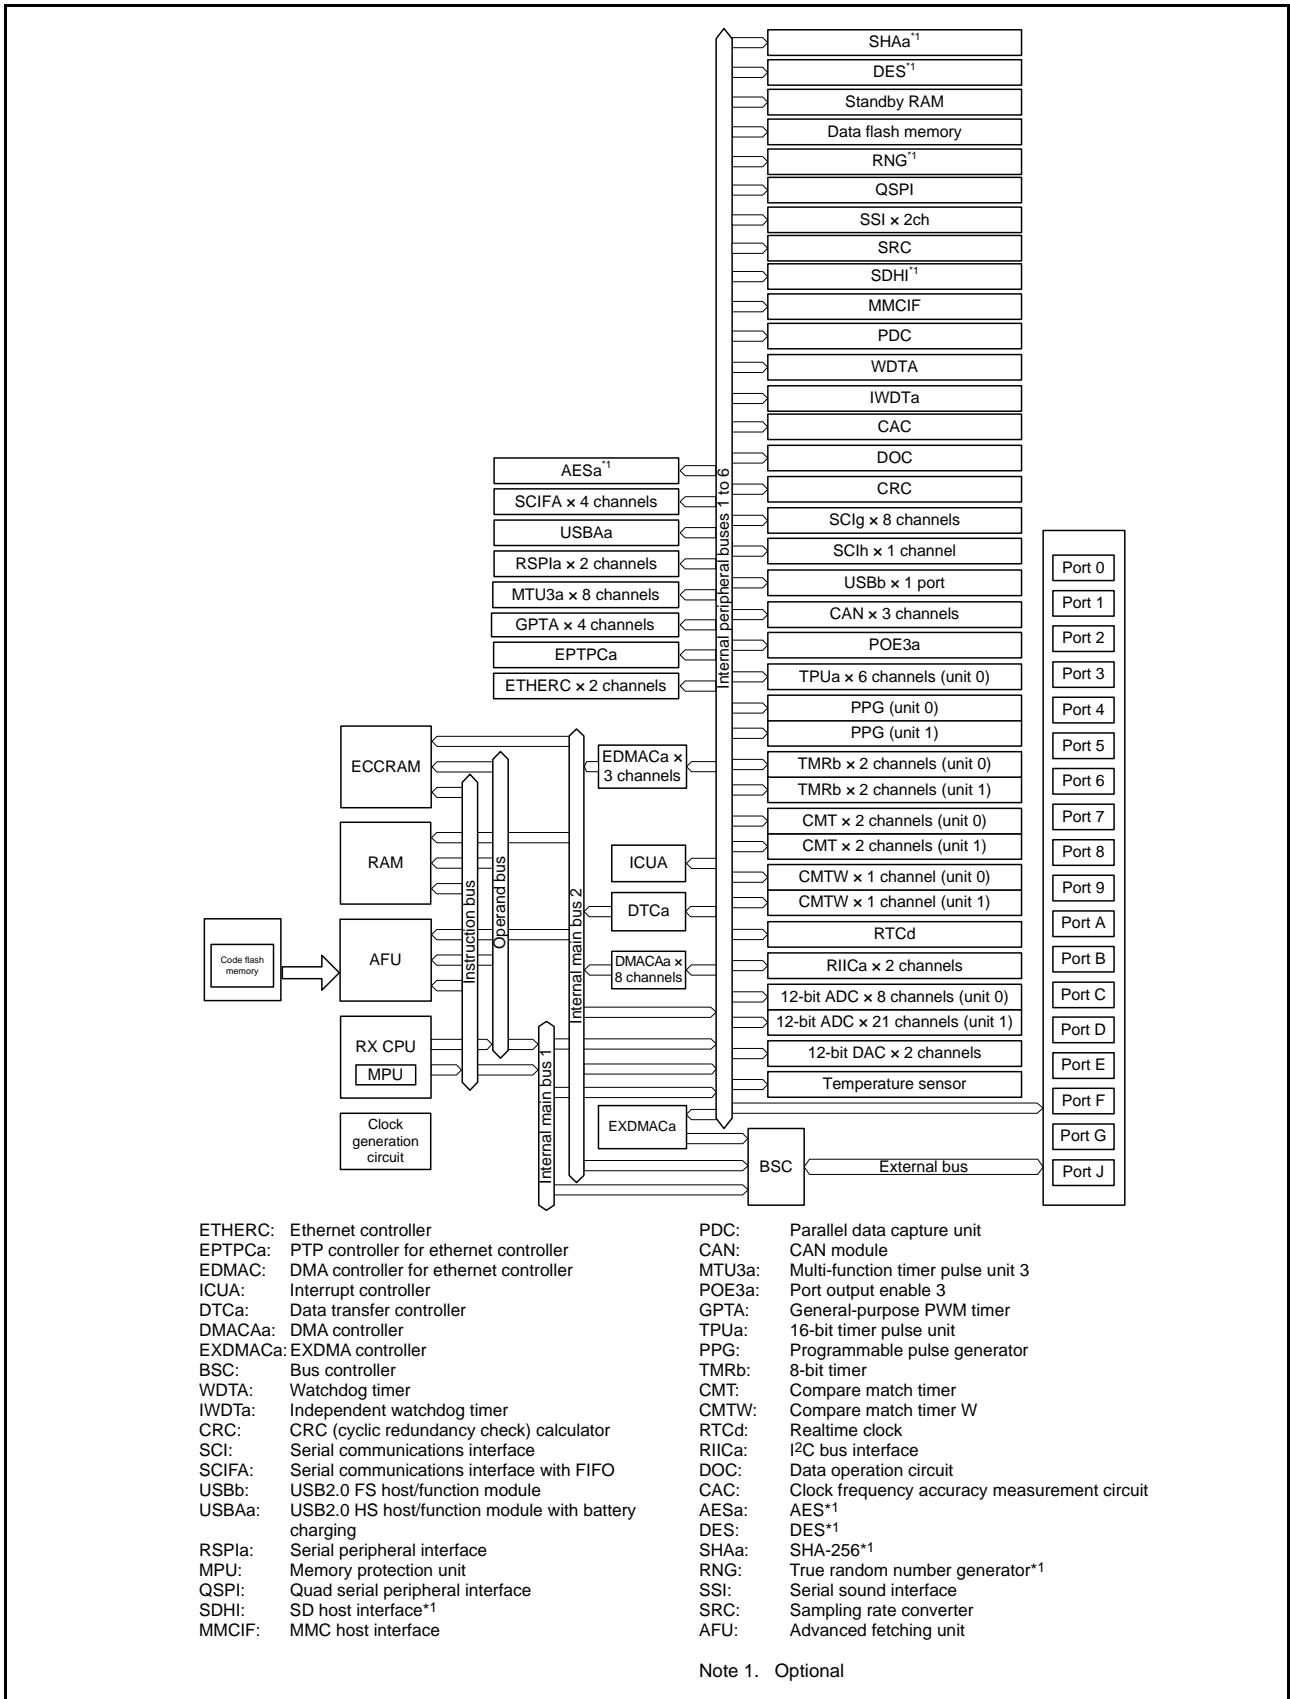 SHAa*1
DES*1
Standby RAM
Data flash memory
RNG*1
QSPI
SSI × 2ch
SRC
SDHI*1
MMCIF
PDC
WDTA
IWDTa
CAC
DOC
CRC
SCIg × 8 channels
SCIh × 1 channel
USBb × 1 port
CAN × 3 channels
POE3a
TPUa × 6 channels (unit 0)
PPG (unit 0)
PPG (unit 1)
TMRb × 2 channels (unit 0)
TMRb × 2 channels (unit 1)
CMT × 2 channels (unit 0)
CMT × 2 channels (unit 1)
CMTW × 1 channel (unit 0)
CMTW × 1 channel (unit 1)
RTCd
RIICa × 2 channels
12-bit ADC × 8 channels (unit 0)
12-bit ADC × 21 channels (unit 1)
12-bit DAC × 2 channels
Temperature sensor
Internal peripheral buses 1 to 6
AESa*1
SCIFA × 4 channels
USBAa
RSPIa × 2 channels
MTU3a × 8 channels
GPTA × 4 channels
EPTPCa
ETHERC × 2 channels
EDMACa ×
3 channels
ICUA
DTCa
DMACAa ×
8 channels
EXDMACa
BSC
External bus
Internal main bus 2
Internal main bus 1
Operand bus
Instruction bus
ECCRAM
RAM
AFU
RX CPU
MPU
Clock
generation
circuit
Code flash
memory
Port 0
Port 1
Port 2
Port 3
Port 4
Port 5
Port 6
Port 7
Port 8
Port 9
Port A
Port B
Port C
Port D
Port E
Port F
Port G
Port J
ETHERC: Ethernet controller
EPTPCa: PTP controller for ethernet controller
EDMAC: DMA controller for ethernet controller
ICUA: Interrupt controller
DTCa: Data transfer controller
DMACAa: DMA controller
EXDMACa: EXDMA controller
BSC: Bus controller
WDTA: Watchdog timer
IWDTa: Independent watchdog timer
CRC: CRC (cyclic redundancy check) calculator
SCI: Serial communications interface
SCIFA: Serial communications interface with FIFO
USBb: USB2.0 FS host/function module
USBAa: USB2.0 HS host/function module with battery
charging
RSPIa: Serial peripheral interface
MPU: Memory protection unit
QSPI: Quad serial peripheral interface
SDHI: SD host interface*1
MMCIF: MMC host interface
PDC: Parallel data capture unit
CAN: CAN module
MTU3a: Multi-function timer pulse unit 3
POE3a: Port output enable 3
GPTA: General-purpose PWM timer
TPUa: 16-bit timer pulse unit
PPG: Programmable pulse generator
TMRb: 8-bit timer
CMT: Compare match timer
CMTW: Compare match timer W
RTCd: Realtime clock
RIICa: I2C bus interface
DOC: Data operation circuit
CAC: Clock frequency accuracy measurement circuit
AESa: AES*1
DES: DES*1
SHAa: SHA-256*1
RNG: True random number generator*1
SSI: Serial sound interface
SRC: Sampling rate converter
AFU: Advanced fetching unit
Note 1. Optional